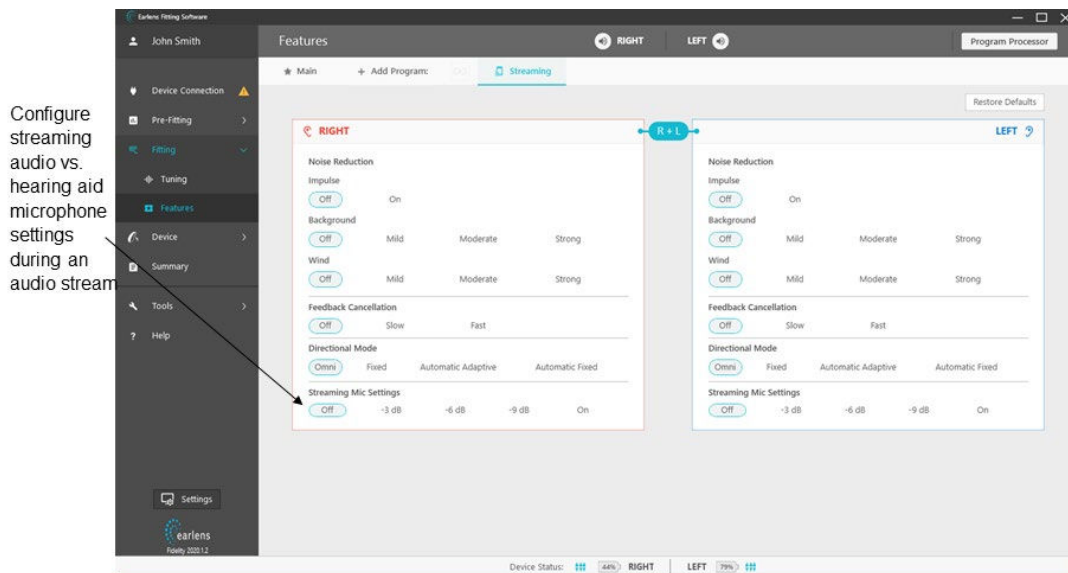 Earlens Fitting Software
John Smith
Features
RIGHT
LEFT
Program Processor
Main
+ Add Program:
Streaming
Restore Defaults
Device Connection
Pre-Fitting
Fitting
Tuning
Features
Device
Summary
Tools
? Help
Settings
earlens
Fidelity 2020.1.2
Configure
streaming
audio vs.
hearing aid
microphone
settings
during an
audio stream
RIGHT
R + L
LEFT
Noise Reduction
Impulse
Off On
Background
Off Mild Moderate Strong
Wind
Off Mild Moderate Strong
Feedback Cancellation
Off Slow Fast
Directional Mode
Omni Fixed Automatic Adaptive Automatic Fixed
Streaming Mic Settings
Off -3 dB -6 dB -9 dB On
Noise Reduction
Impulse
Off On
Background
Off Mild Moderate Strong
Wind
Off Mild Moderate Strong
Feedback Cancellation
Off Slow Fast
Directional Mode
Omni Fixed Automatic Adaptive Automatic Fixed
Streaming Mic Settings
Off -3 dB -6 dB -9 dB On
Device Status: 44% RIGHT LEFT 79%